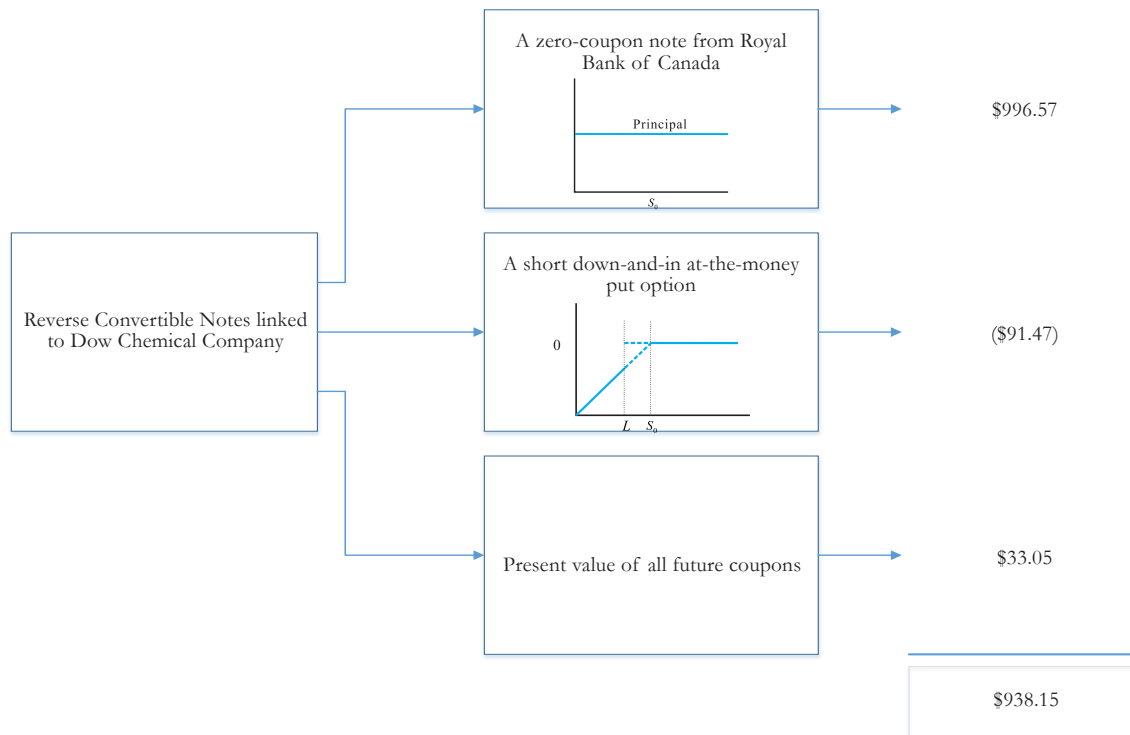 A zero-coupon note from Royal
Bank of Canada
Principal
S₀
$996.57
Reverse Convertible Notes linked
to Dow Chemical Company
A short down-and-in at-the-money
put option
0
L S₀
($91.47)
Present value of all future coupons
$33.05
$938.15